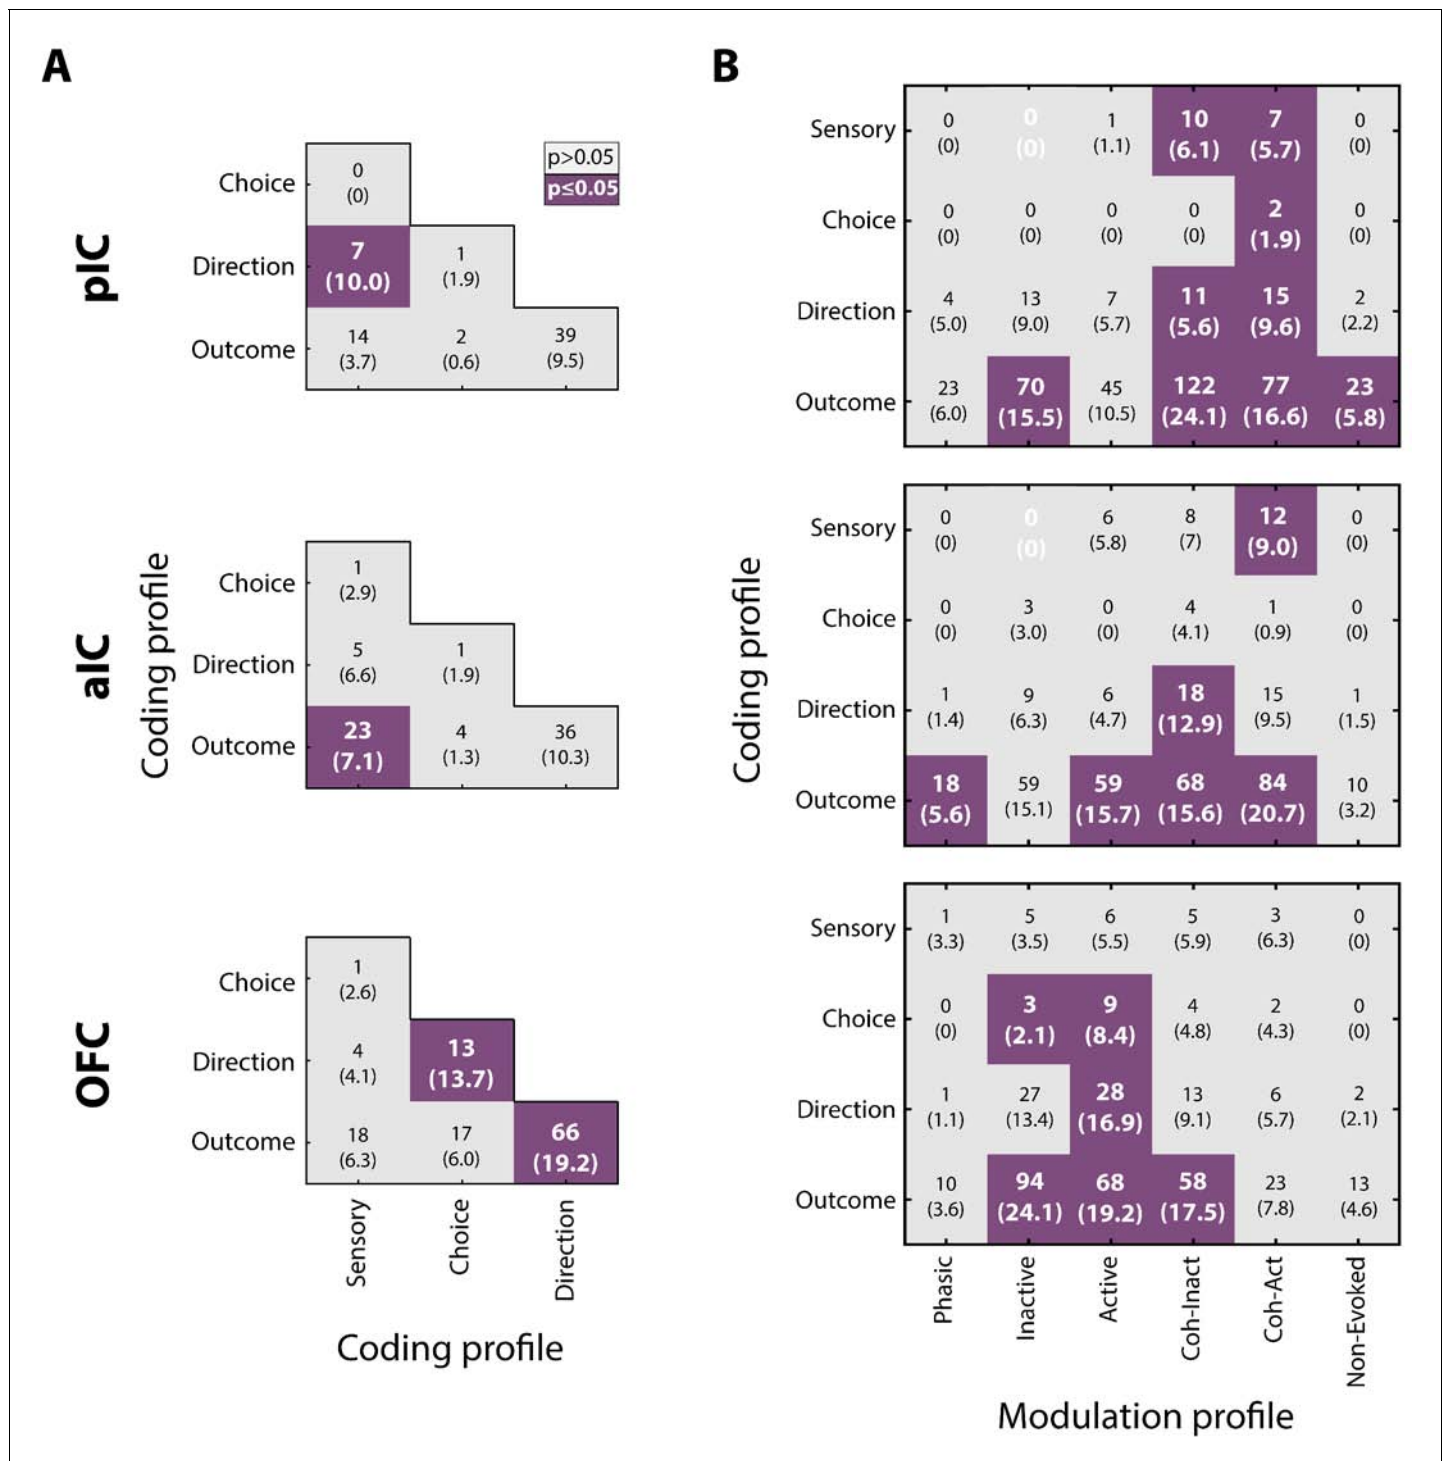 A
pIC
Choice
0
(0)
p>0.05
p≤0.05
Direction
7
(10.0)
1
(1.9)
Outcome
14
(3.7)
2
(0.6)
39
(9.5)
aIC
Coding profile
Choice
1
(2.9)
Direction
5
(6.6)
1
(1.9)
Outcome
23
(7.1)
4
(1.3)
36
(10.3)
OFC
Choice
1
(2.6)
Direction
4
(4.1)
13
(13.7)
Outcome
18
(6.3)
17
(6.0)
66
(19.2)
Sensory
Choice
Direction
Coding profile
B
Coding profile
Sensory
0 0 1 10 7 0
(0) (0) (1.1) (6.1) (5.7) (0)
Choice
0 0 0 0 2 0
(0) (0) (0) (0) (1.9) (0)
Direction
4 13 7 11 15 2
(5.0) (9.0) (5.7) (5.6) (9.6) (2.2)
Outcome
23 70 45 122 77 23
(6.0) (15.5) (10.5) (24.1) (16.6) (5.8)
Sensory
0 0 6 8 12 0
(0) (0) (5.8) (7) (9.0) (0)
Choice
0 3 0 4 1 0
(0) (3.0) (0) (4.1) (0.9) (0)
Direction
1 9 6 18 15 1
(1.4) (6.3) (4.7) (12.9) (9.5) (1.5)
Outcome
18 59 59 68 84 10
(5.6) (15.1) (15.7) (15.6) (20.7) (3.2)
Sensory
1 5 6 5 3 0
(3.3) (3.5) (5.5) (5.9) (6.3) (0)
Choice
0 3 9 4 2 0
(0) (2.1) (8.4) (4.8) (4.3) (0)
Direction
1 27 28 13 6 2
(1.1) (13.4) (16.9) (9.1) (5.7) (2.1)
Outcome
10 94 68 58 23 13
(3.6) (24.1) (19.2) (17.5) (7.8) (4.6)
Phasic
Inactive
Active
Coh-Inact
Coh-Act
Non-Evoked
Modulation profile